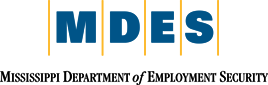 MDES
MISSISSIPPI DEPARTMENT of EMPLOYMENT SECURITY